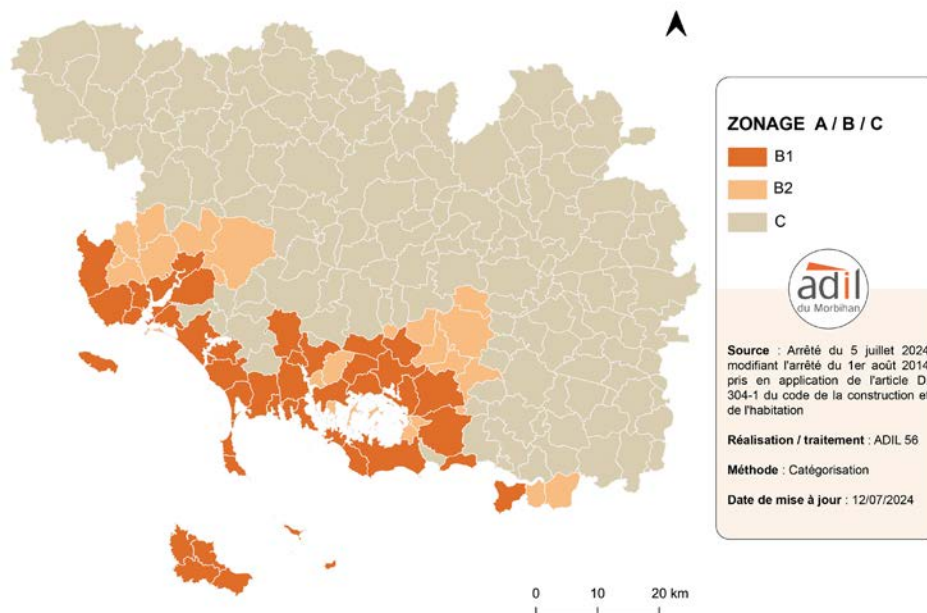 ZONAGE A / B / C
B1
B2
C
adil
du Morbihan
Source : Arrêté du 5 juillet 2024
modifiant l'arrêté du 1er août 2014
pris en application de l'article D.
304-1 du code de la construction et
de l'habitation
Réalisation / traitement : ADIL 56
Méthode : Catégorisation
Date de mise à jour : 12/07/2024
0 10 20 km